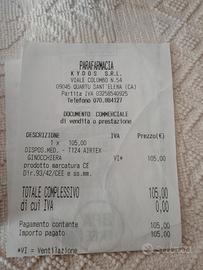 PARAFARMACIA
KYDOS S.R.L.
VIALE COLOMBO N.54
09045 QUARTU SANT'ELENA (CA)
Partita IVA 03258540925
Telefono 070.884127
DOCUMENTO COMMERCIALE
di vendita o prestazione
DESCRIZIONE IVA Prezzo(€)
1 x 105,00
DISPOS.MED. - T124 AIRTEX
GINOCCHIERA VI* 105,00
prodotto marcatura CE
Dir.93/42/CEE e ss.mm.
TOTALE COMPLESSIVO 105,00
di cui IVA 0,00
Pagamento contante 105,00
Importo pagato 105,00
*VI = Ventilazione